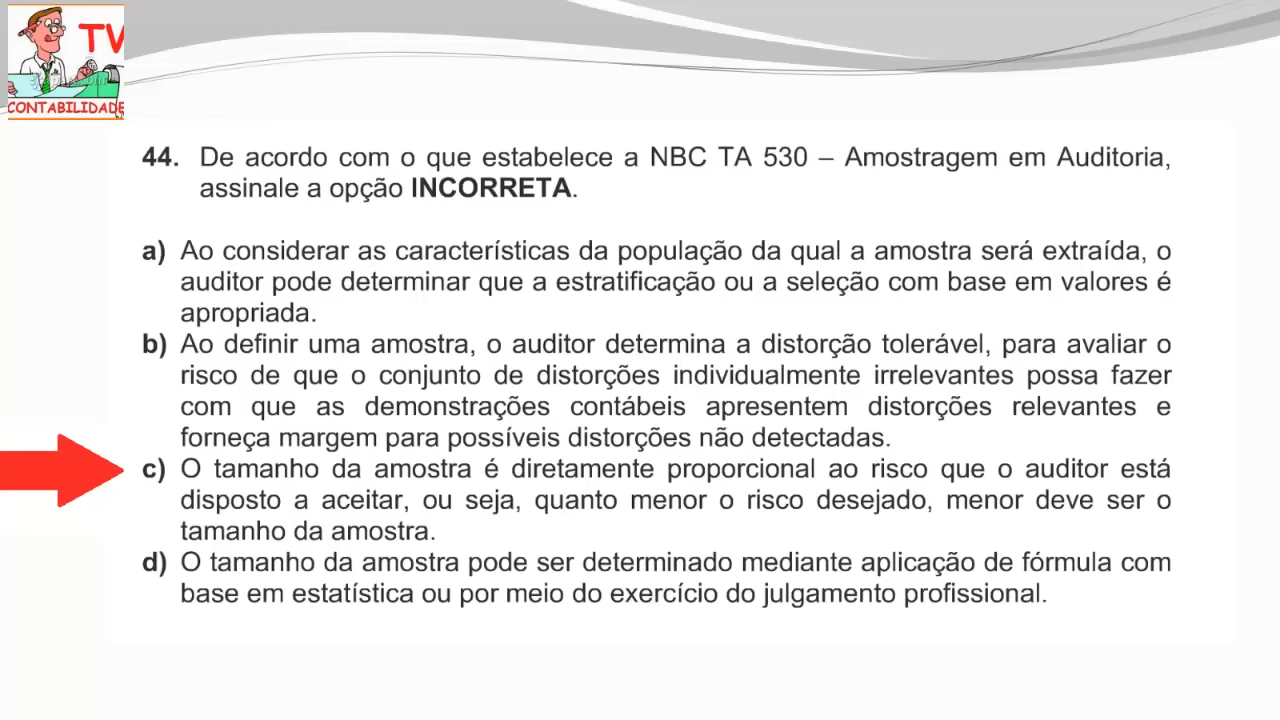 TV
CONTABILIDADE
44. De acordo com o que estabelece a NBC TA 530 – Amostragem em Auditoria,
assinale a opção INCORRETA.
a) Ao considerar as características da população da qual a amostra será extraída, o
auditor pode determinar que a estratificação ou a seleção com base em valores é
apropriada.
b) Ao definir uma amostra, o auditor determina a distorção tolerável, para avaliar o
risco de que o conjunto de distorções individualmente irrelevantes possa fazer
com que as demonstrações contábeis apresentem distorções relevantes e
forneça margem para possíveis distorções não detectadas.
c) O tamanho da amostra é diretamente proporcional ao risco que o auditor está
disposto a aceitar, ou seja, quanto menor o risco desejado, menor deve ser o
tamanho da amostra.
d) O tamanho da amostra pode ser determinado mediante aplicação de fórmula com
base em estatística ou por meio do exercício do julgamento profissional.